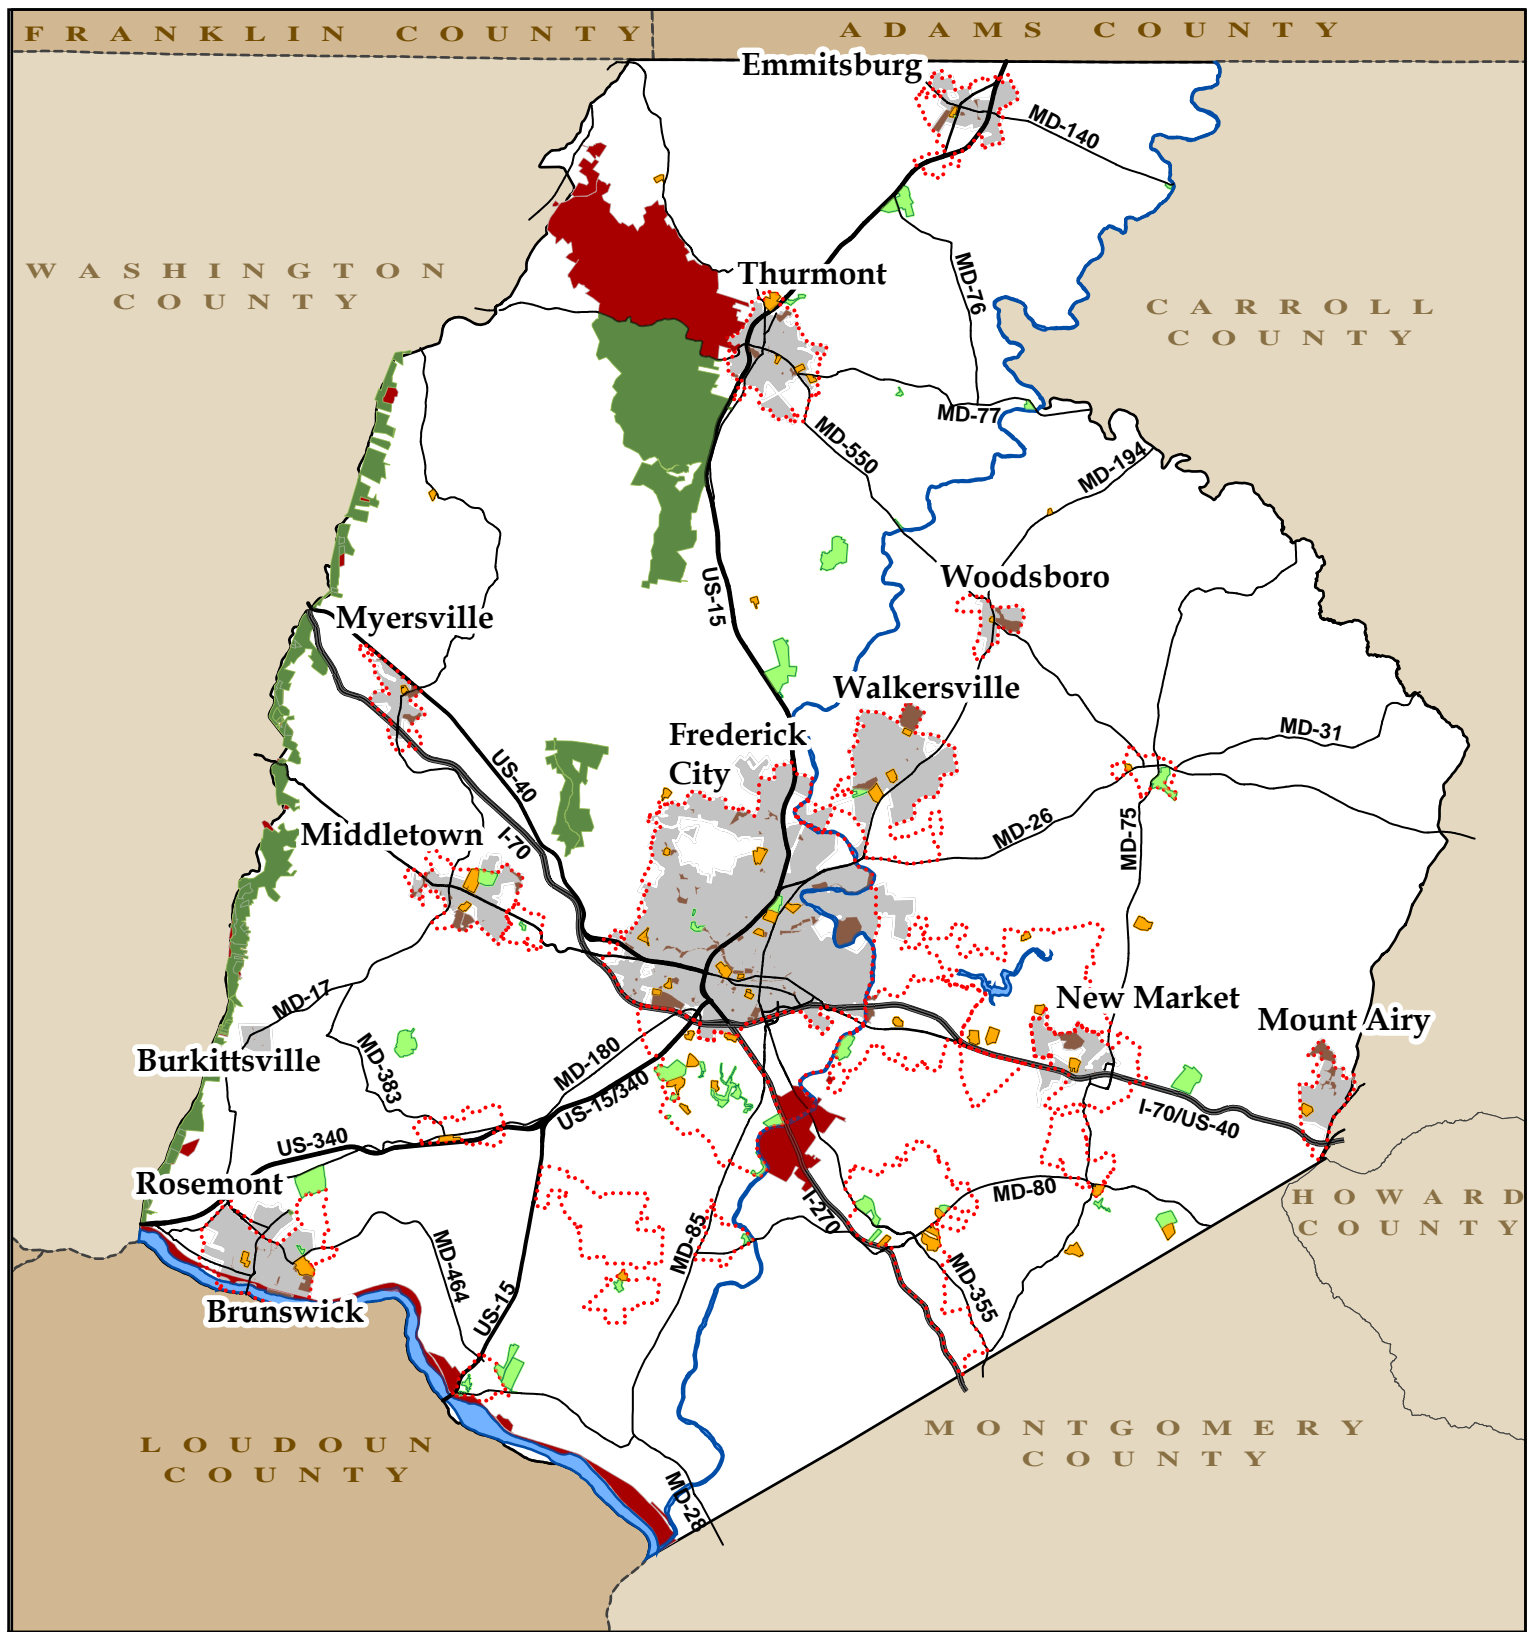 FRANKLIN COUNTY
ADAMS COUNTY
Emmitsburg
MD-140
WASHINGTON
COUNTY
Thurmont
MD-76
CARROLL
COUNTY
MD-77
MD-550
MD-194
US-15
Woodsboro
Myersville
Walkersville
Frederick
City
MD-31
US-40
Middletown
I-70
MD-26
MD-75
MD-17
New Market
Mount Airy
Burkittsville
MD-383
MD-180
US-15/340
I-70/US-40
US-340
Rosemont
MD-80
HOWARD
COUNTY
I-270
MD-85
MD-464
MD-355
Brunswick
US-15
MONTGOMERY
COUNTY
LOUDOUN
COUNTY
MD-28